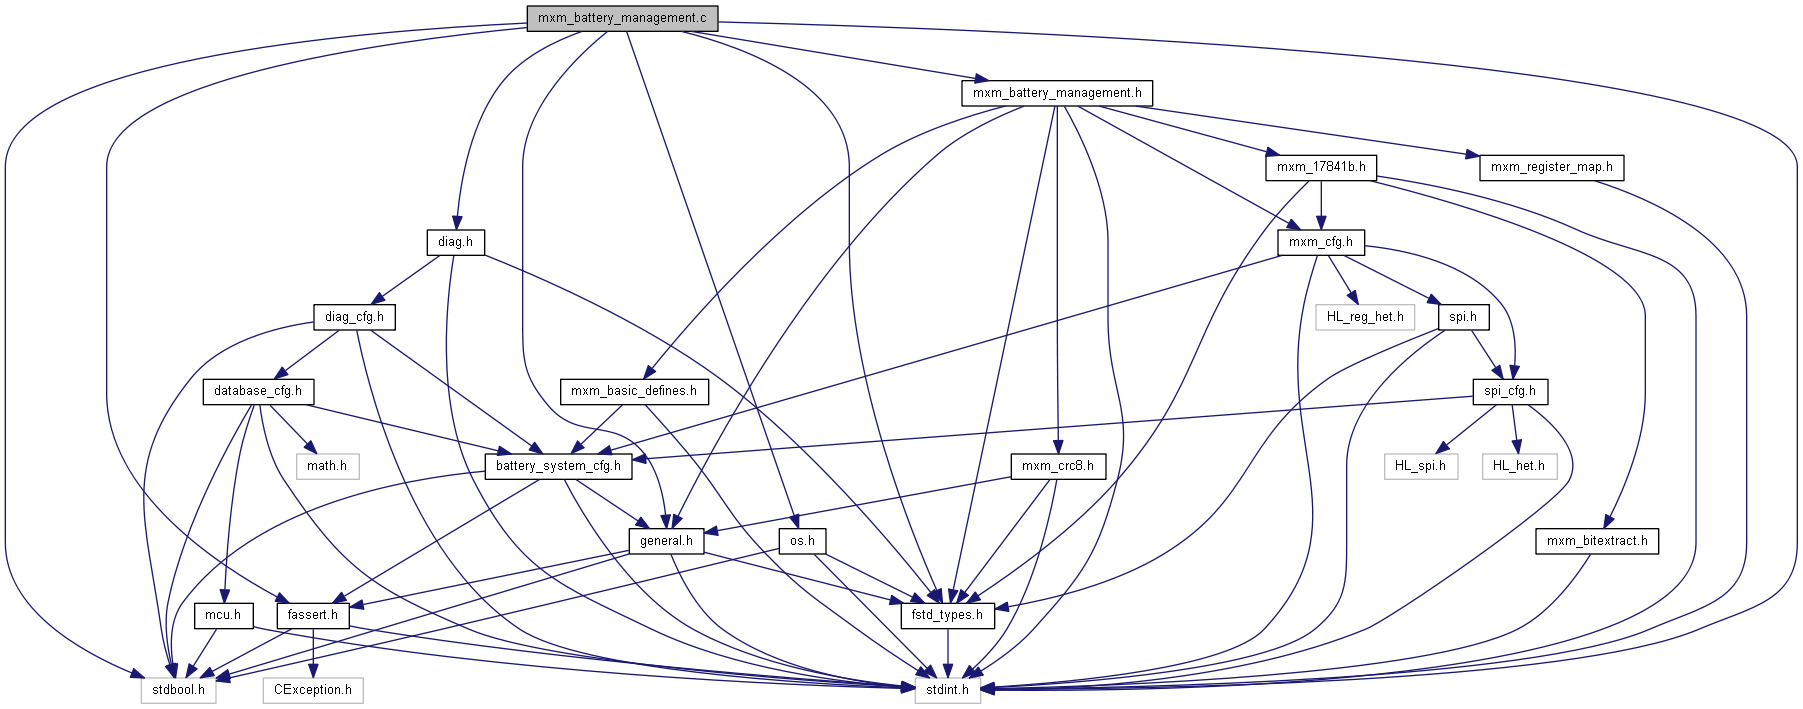 mxm_battery_management.c
mxm_battery_management.h
mxm_17841b.h
mxm_register_map.h
diag.h
mxm_cfg.h
diag_cfg.h
HL_reg_het.h
spi.h
database_cfg.h
mxm_basic_defines.h
spi_cfg.h
math.h
battery_system_cfg.h
mxm_crc8.h
HL_spi.h
HL_het.h
general.h
os.h
mxm_bitextract.h
mcu.h
fassert.h
fstd_types.h
stdbool.h
CException.h
stdint.h